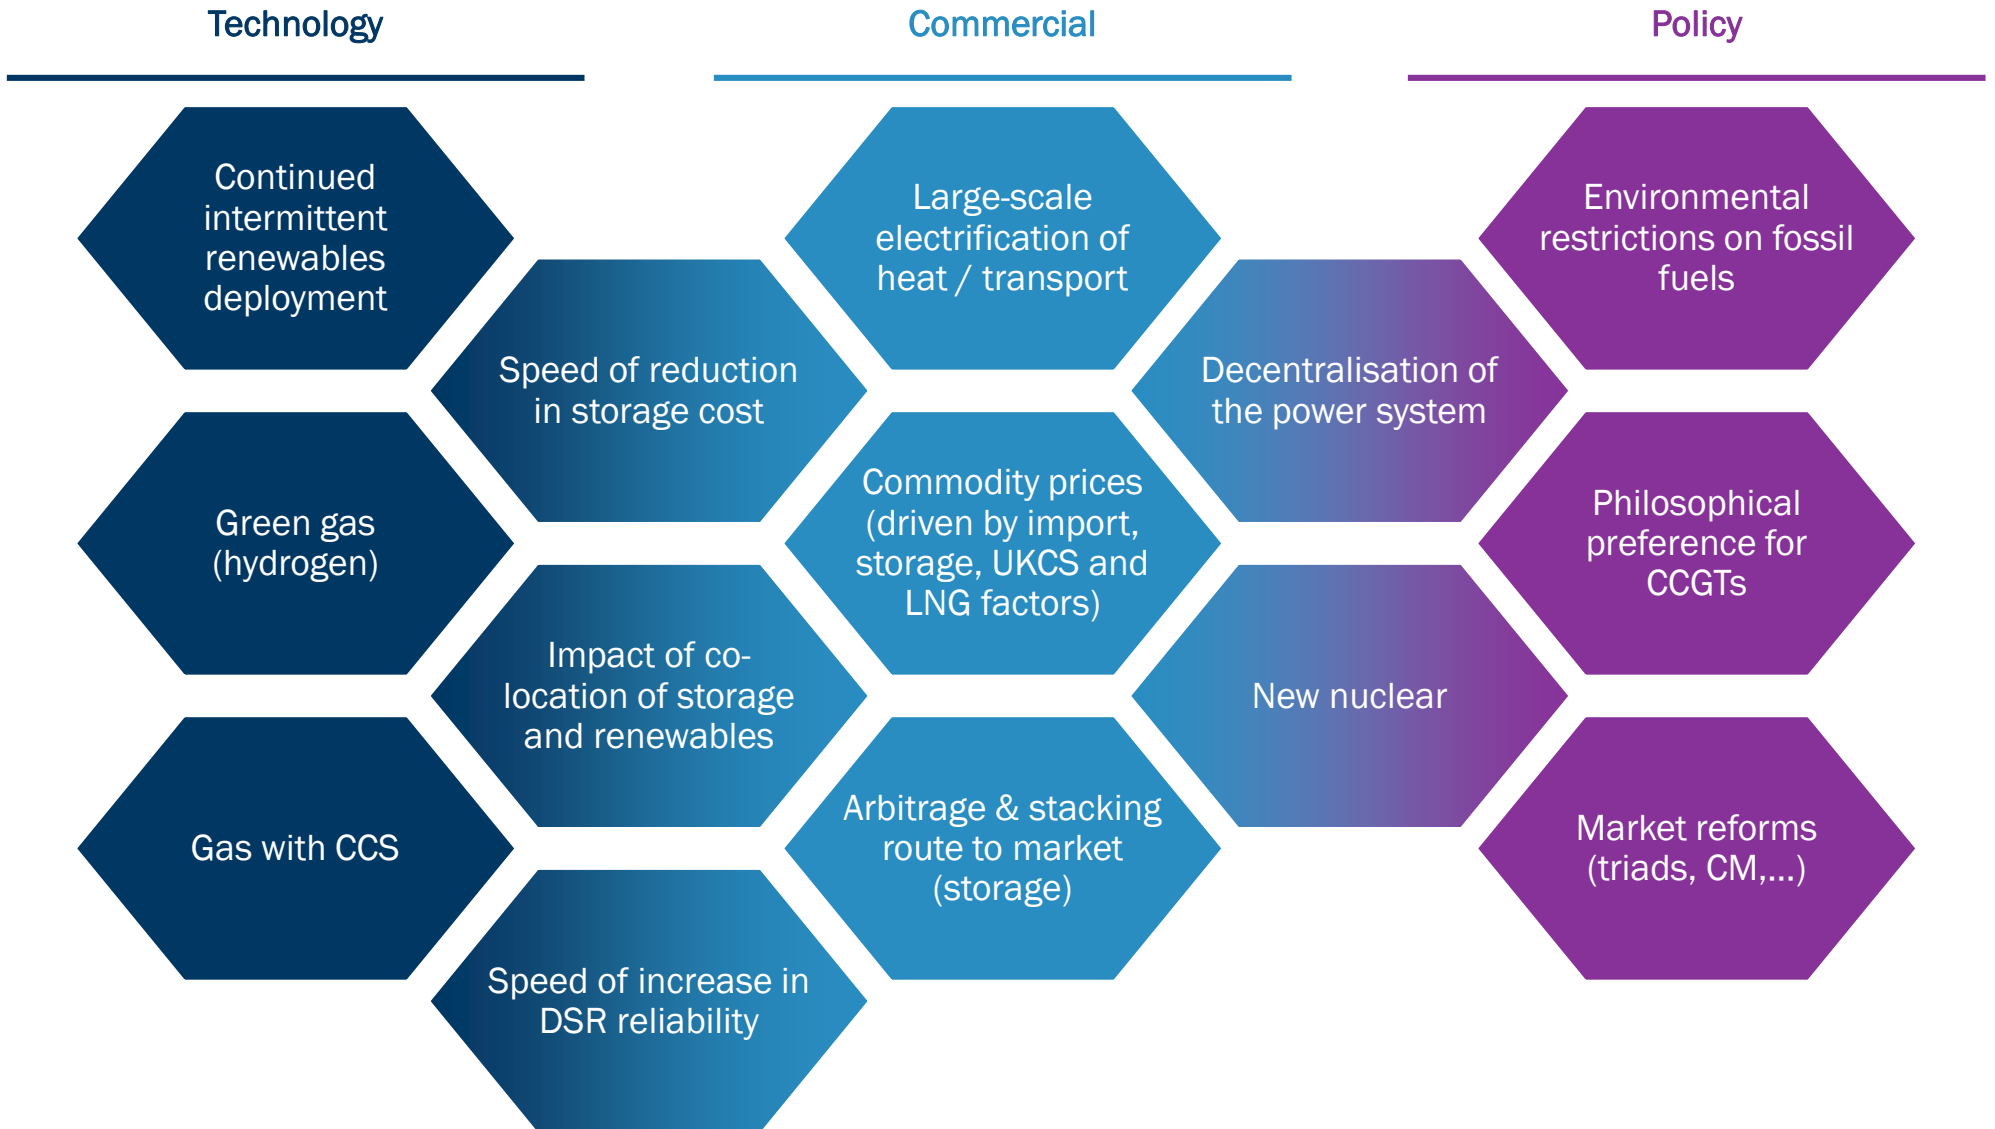 Technology
Commercial
Policy
Continued
intermittent
renewables
deployment
Large-scale
electrification of
heat / transport
Environmental
restrictions on fossil
fuels
Speed of reduction
in storage cost
Decentralisation of
the power system
Green gas
(hydrogen)
Commodity prices
(driven by import,
storage, UKCS and
LNG factors)
Philosophical
preference for
CCGTs
Impact of co-
location of storage
and renewables
New nuclear
Gas with CCS
Arbitrage & stacking
route to market
(storage)
Market reforms
(triads, CM,...)
Speed of increase in
DSR reliability